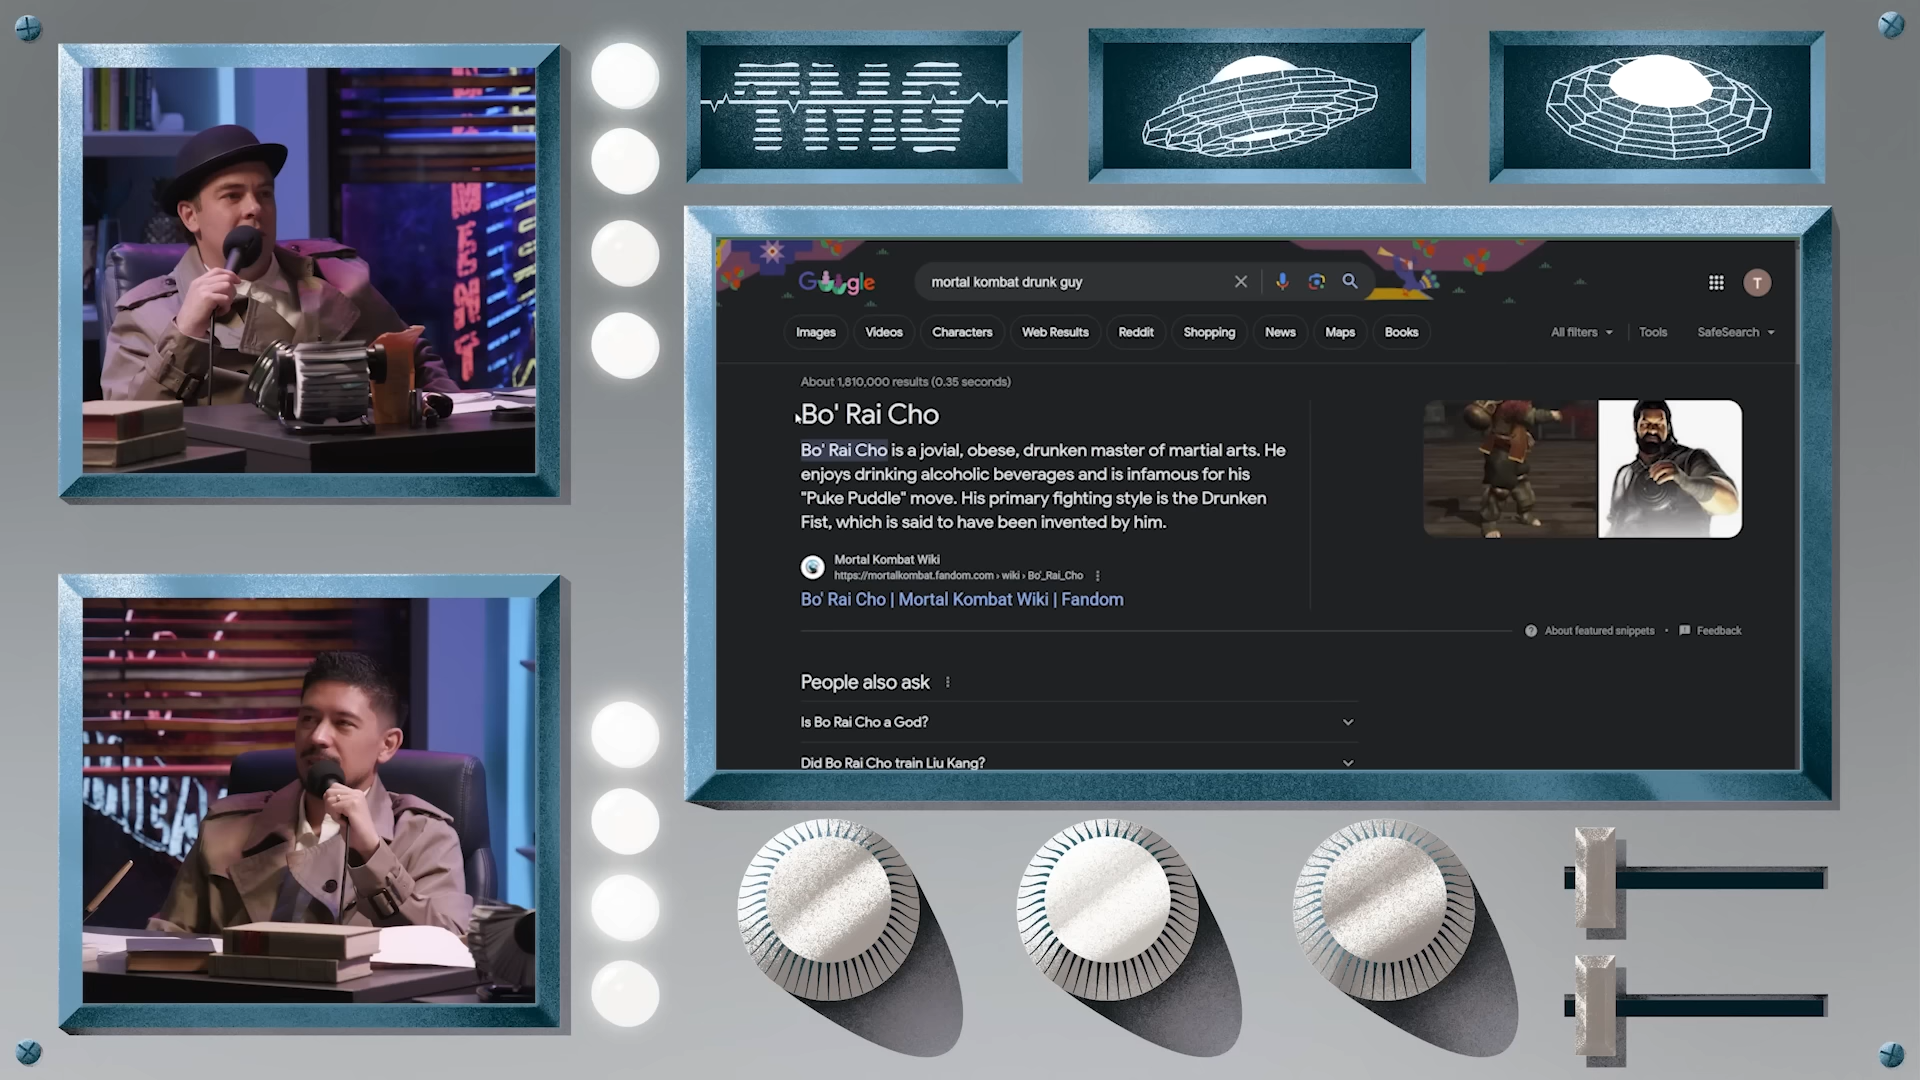 TMG
Google
mortal kombat drunk guy
T
Images
Videos
Characters
Web Results
Reddit
Shopping
News
Maps
Books
All filters
Tools
SafeSearch
About 1,810,000 results (0.35 seconds)
Bo' Rai Cho
Bo' Rai Cho is a jovial, obese, drunken master of martial arts. He
enjoys drinking alcoholic beverages and is infamous for his
"Puke Puddle" move. His primary fighting style is the Drunken
Fist, which is said to have been invented by him.
Mortal Kombat Wiki
https://mortalkombat.fandom.com › wiki › Bo'_Rai_Cho
Bo' Rai Cho | Mortal Kombat Wiki | Fandom
About featured snippets
Feedback
People also ask
Is Bo Rai Cho a God?
Did Bo Rai Cho train Liu Kang?